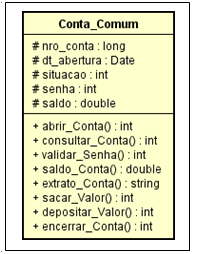 Conta_Comum
# nro_conta : long
# dt_abertura : Date
# situacao : int
# senha : int
# saldo : double
+ abrir_Conta() : int
+ consultar_Conta() : int
+ validar_Senha() : int
+ saldo_Conta() : double
+ extrato_Conta() : string
+ sacar_Valor() : int
+ depositar_Valor() : int
+ encerrar_Conta() : int